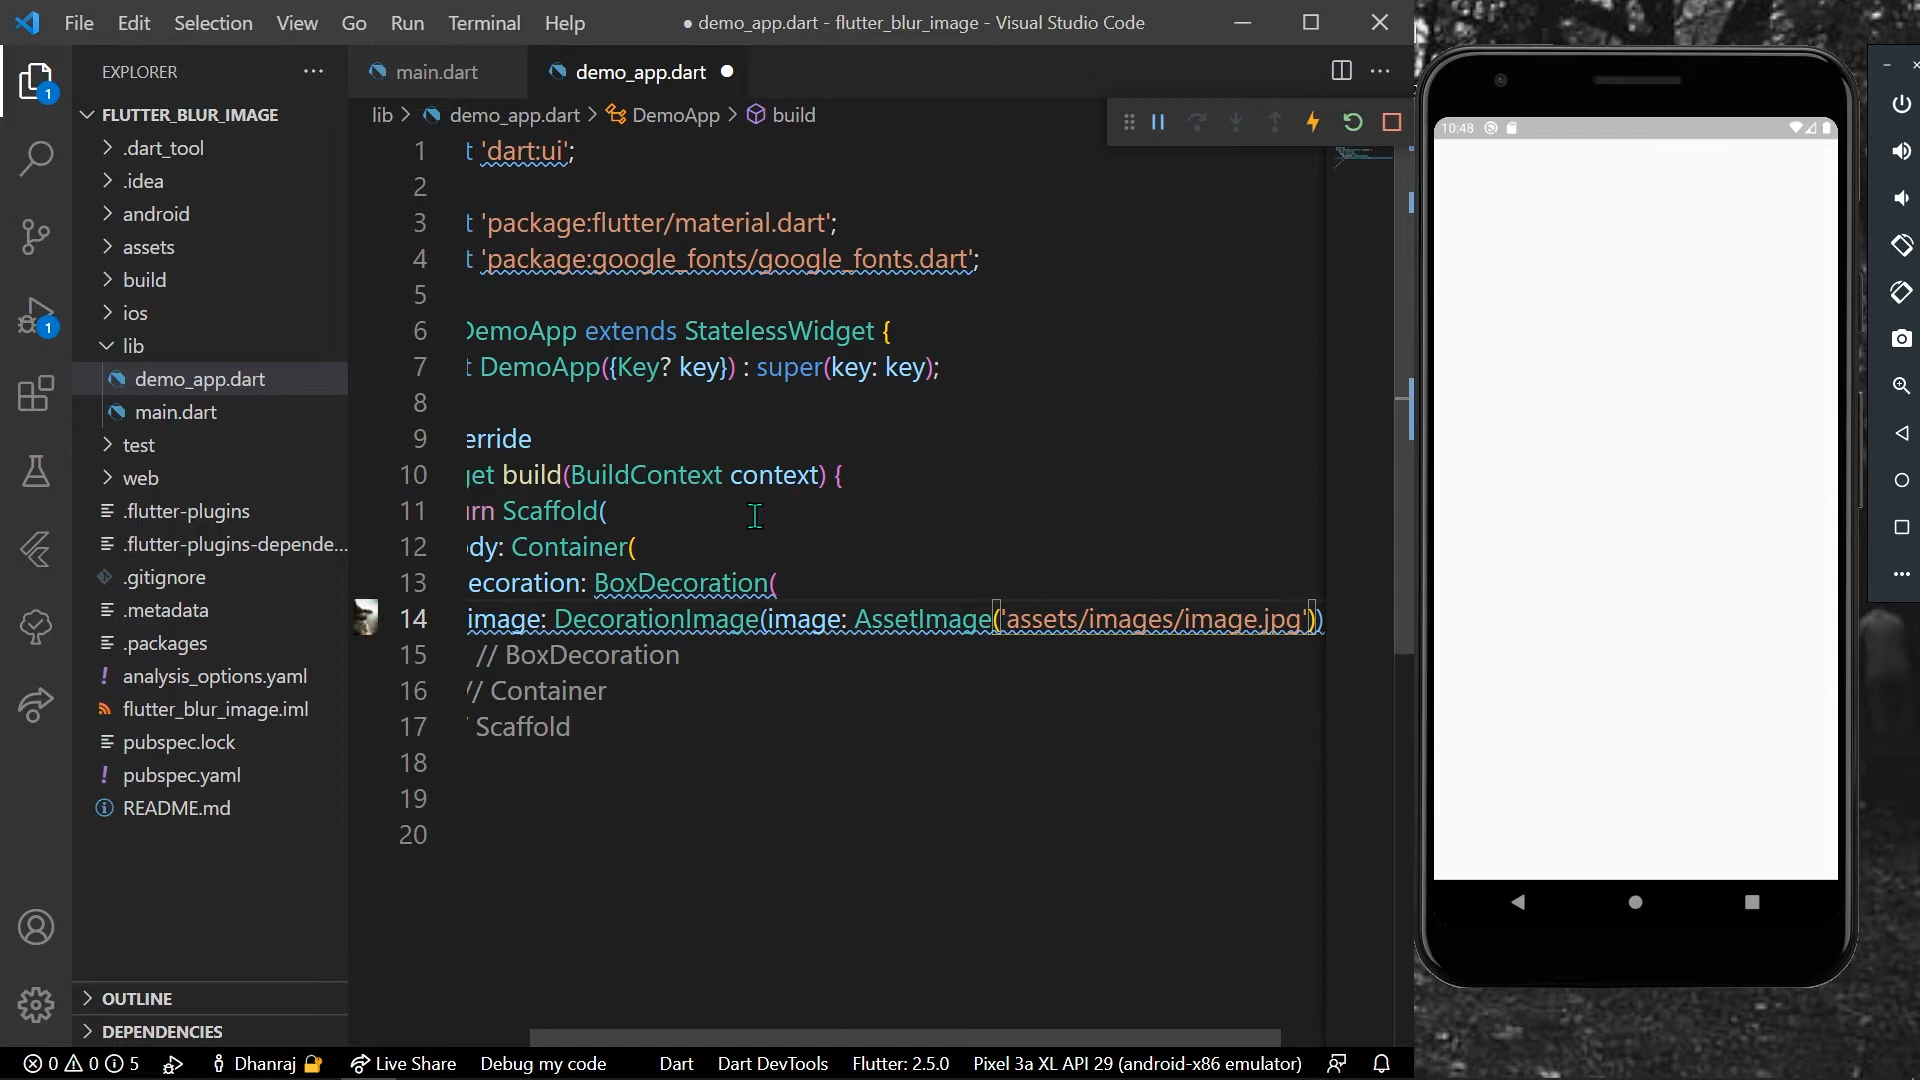 File Edit Selection View Go Run Terminal Help
● demo_app.dart - flutter_blur_image - Visual Studio Code
EXPLORER
FLUTTER_BLUR_IMAGE
.dart_tool
.idea
android
assets
build
ios
lib
demo_app.dart
main.dart
test
web
.flutter-plugins
.flutter-plugins-depende...
.gitignore
.metadata
.packages
analysis_options.yaml
flutter_blur_image.iml
pubspec.lock
pubspec.yaml
README.md
OUTLINE
DEPENDENCIES
1
1
main.dart demo_app.dart
lib > demo_app.dart > DemoApp > build
1 t 'dart:ui';
2
3 t 'package:flutter/material.dart';
4 t 'package:google_fonts/google_fonts.dart';
5
6 DemoApp extends StatelessWidget {
7 t DemoApp({Key? key}) : super(key: key);
8
9 erride
10 get build(BuildContext context) {
11 urn Scaffold(
12 ody: Container(
13 ecoration: BoxDecoration(
14 image: DecorationImage(image: AssetImage('assets/images/image.jpg'))
15 // BoxDecoration
16 // Container
17 / Scaffold
18
19
20
10:48
0 0 5 Dhanraj Live Share Debug my code Dart Dart DevTools Flutter: 2.5.0 Pixel 3a XL API 29 (android-x86 emulator)